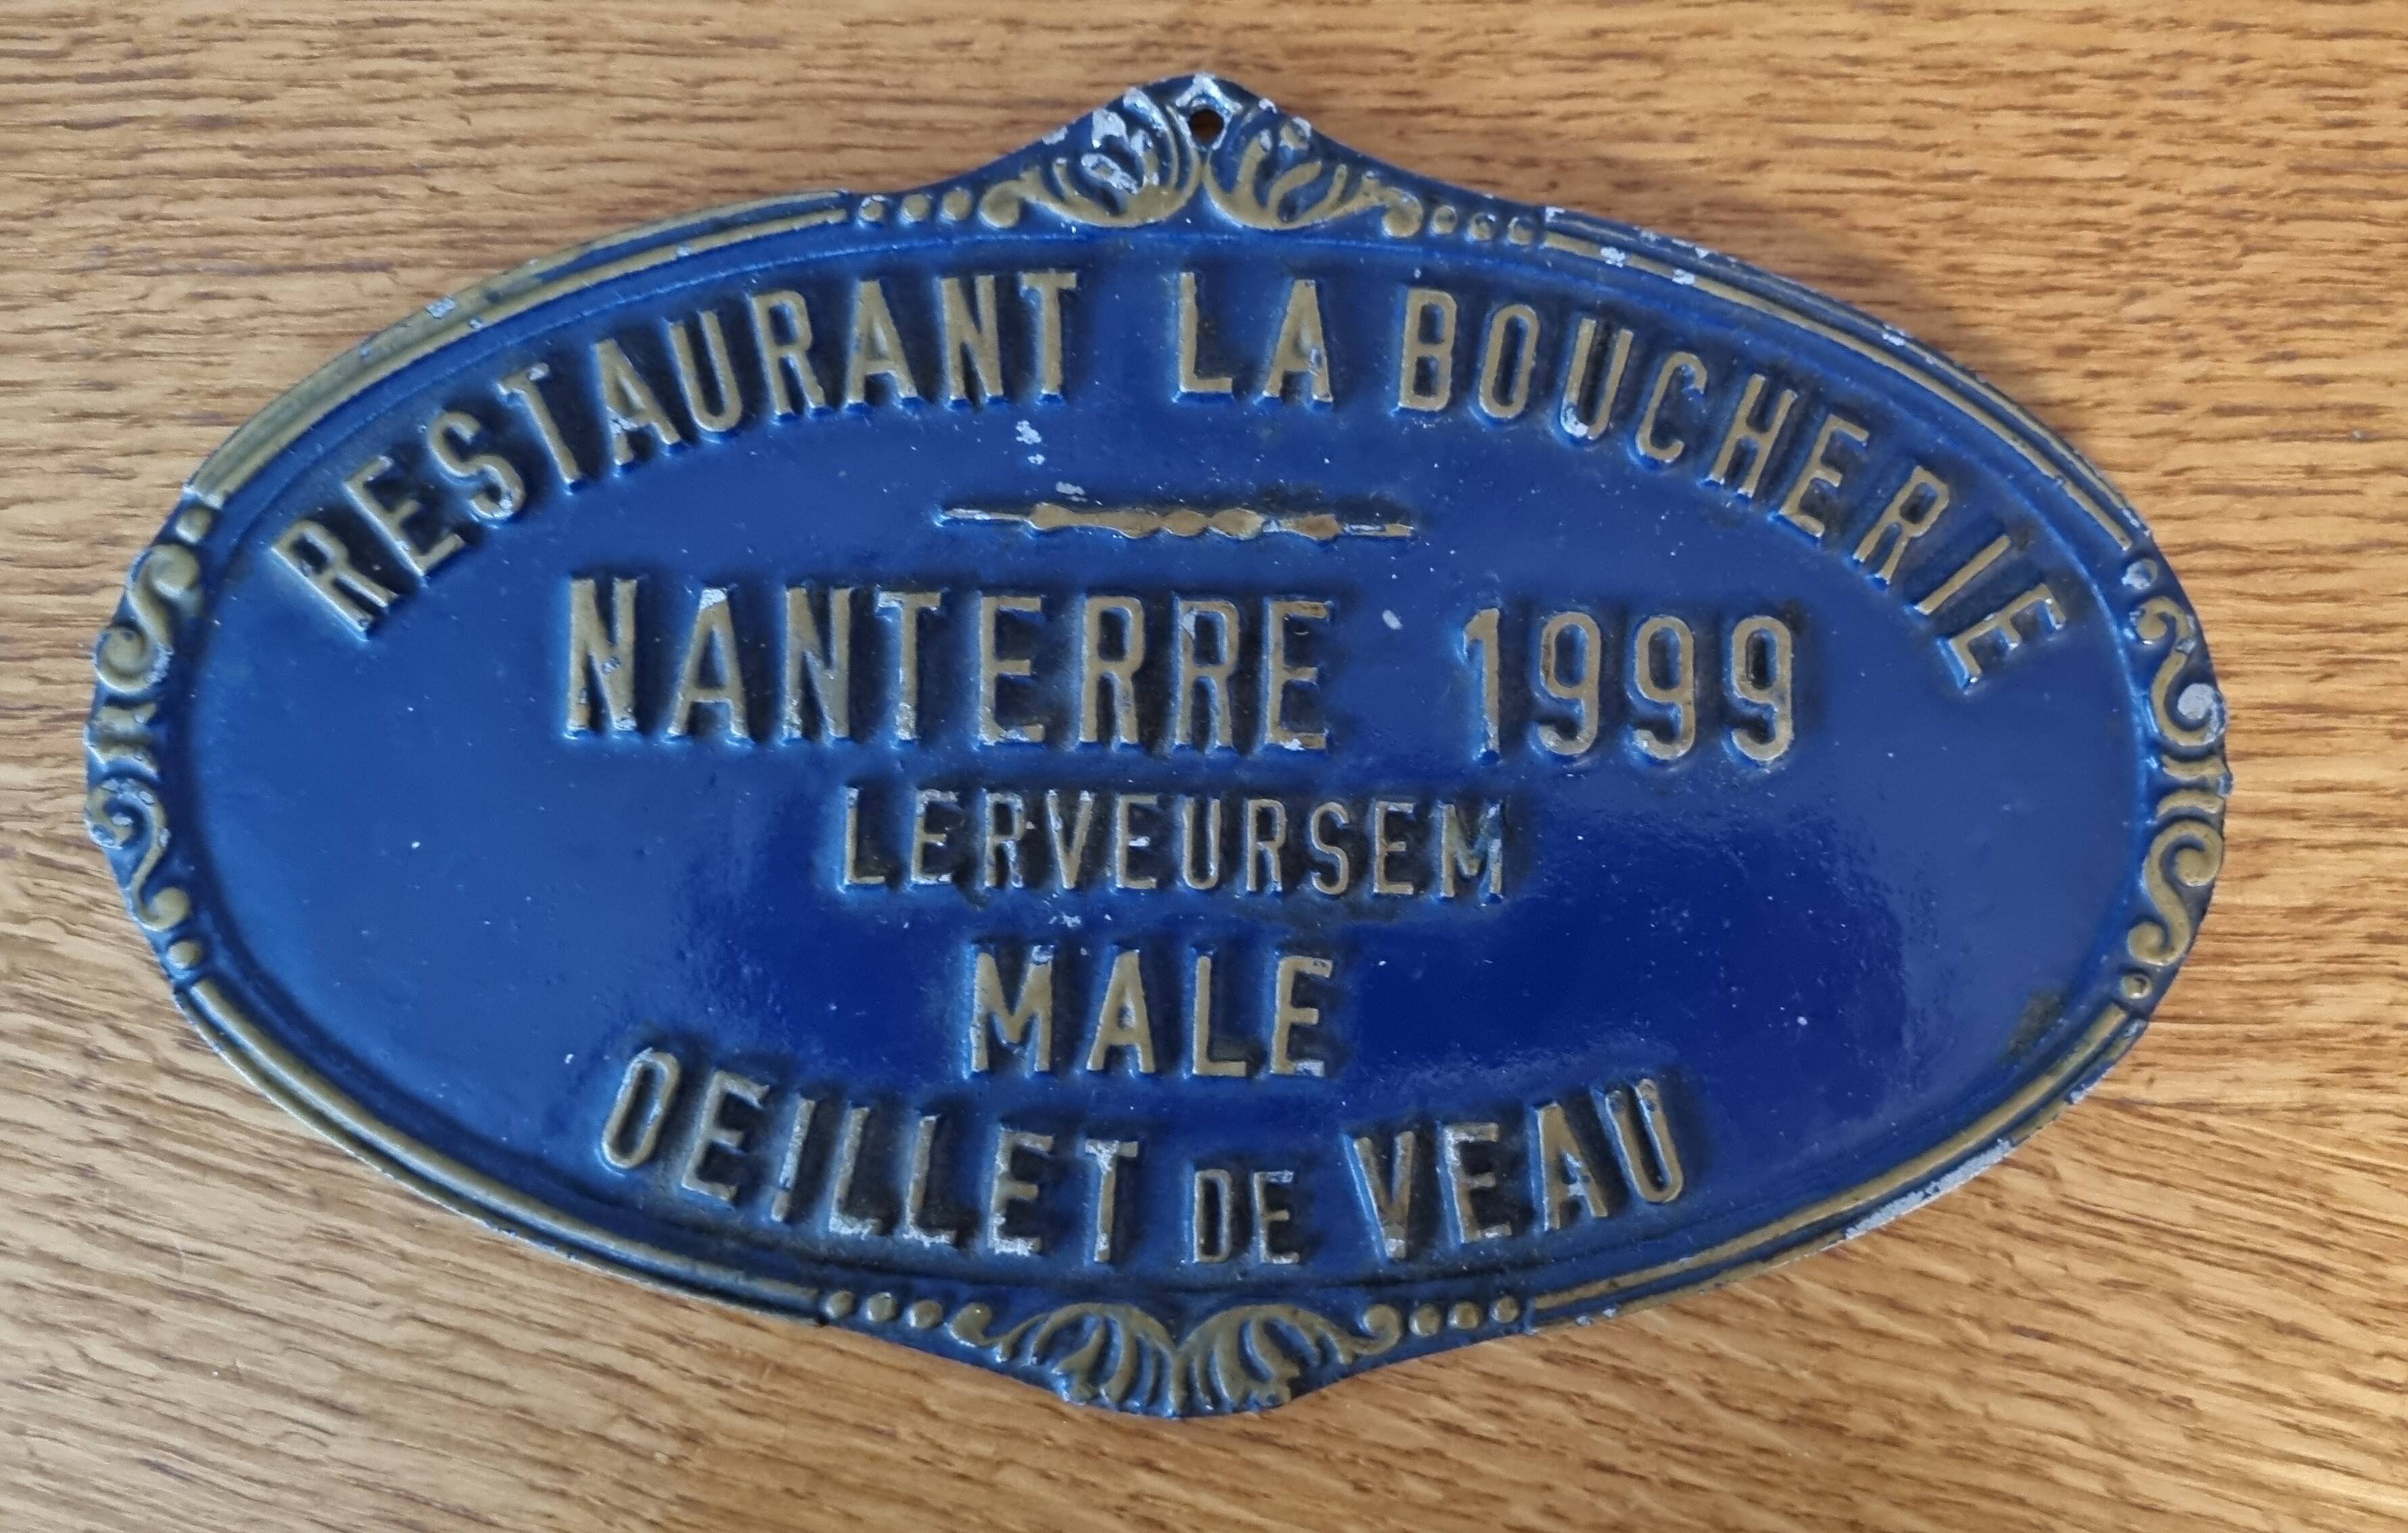 RESTAURANT LA BOUCHERIE
NANTERRE 1999
LERVEURSEM
MALE
OEILLET DE VEAU